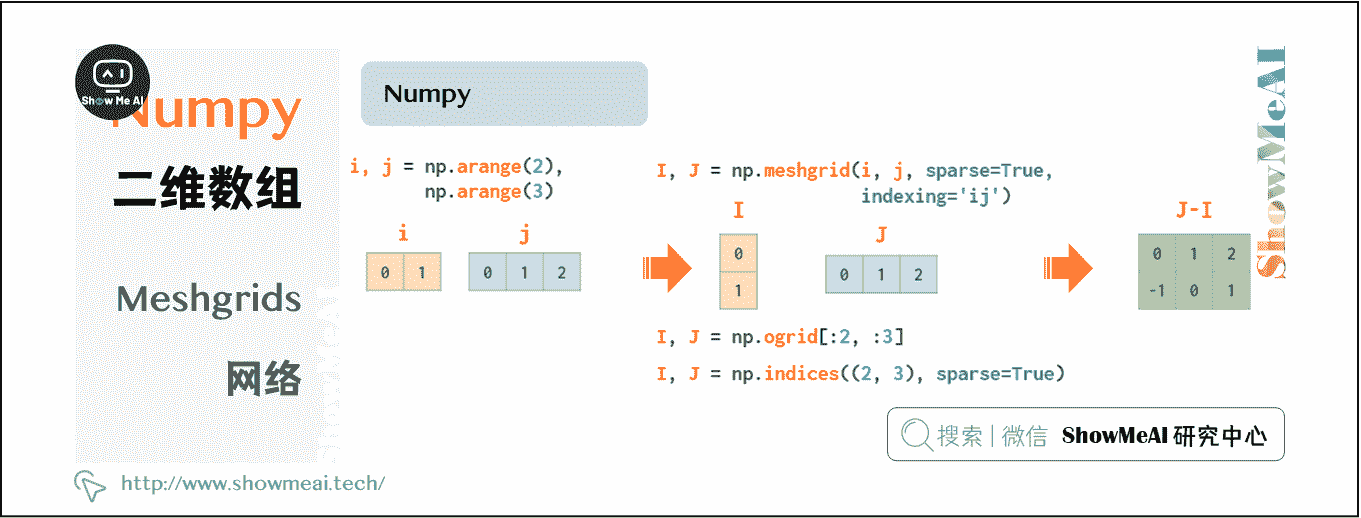 Show Me AI
Numpy
二维数组
Meshgrids
网络
http://www.showmeai.tech/
Numpy
i, j = np.arange(2),
np.arange(3)
i
j
0 1
0 1 2
I, J = np.meshgrid(i, j, sparse=True,
indexing='ij')
I
J
0
1
0 1 2
I, J = np.ogrid[:2, :3]
I, J = np.indices((2, 3), sparse=True)
J-I
0 1 2
-1 0 1
ShowMeAI
搜索 | 微信 ShowMeAI 研究中心